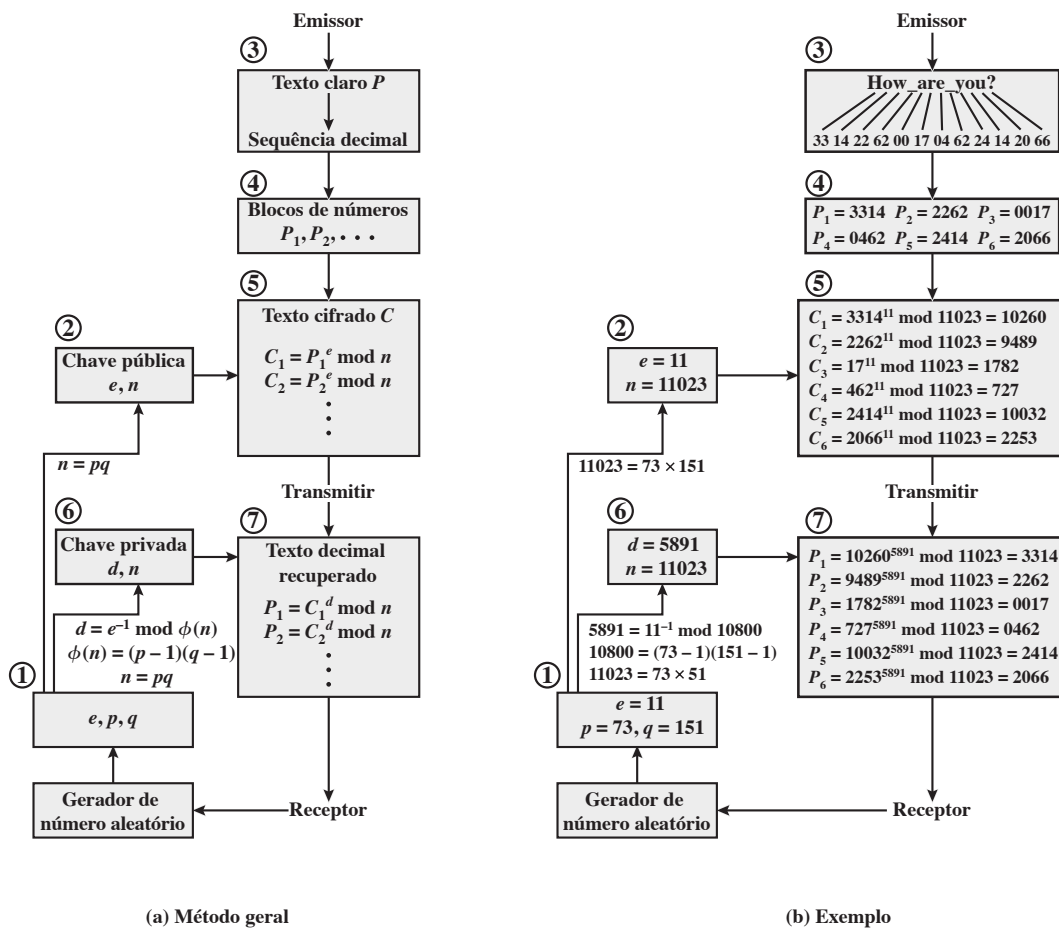 Emissor
③
Texto claro P
Sequência decimal
④
Blocos de números
P₁, P₂, . . .
⑤
Texto cifrado C
C₁ = P₁ᵉ mod n
C₂ = P₂ᵉ mod n
②
Chave pública
e, n
n = pq
Transmitir
⑥
Chave privada
d, n
⑦
Texto decimal
recuperado
P₁ = C₁ᵈ mod n
P₂ = C₂ᵈ mod n
d = e⁻¹ mod ϕ(n)
ϕ(n) = (p – 1)(q – 1)
n = pq
①
e, p, q
Gerador de
número aleatório
Receptor
(a) Método geral
Emissor
③
How_are_you?
33 14 22 62 00 17 04 62 24 14 20 66
④
P₁ = 3314 P₂ = 2262 P₃ = 0017
P₄ = 0462 P₅ = 2414 P₆ = 2066
⑤
C₁ = 3314¹¹ mod 11023 = 10260
C₂ = 2262¹¹ mod 11023 = 9489
C₃ = 17¹¹ mod 11023 = 1782
C₄ = 462¹¹ mod 11023 = 727
C₅ = 2414¹¹ mod 11023 = 10032
C₆ = 2066¹¹ mod 11023 = 2253
②
e = 11
n = 11023
11023 = 73 × 151
Transmitir
⑥
d = 5891
n = 11023
⑦
P₁ = 10260⁵⁸⁹¹ mod 11023 = 3314
P₂ = 9489⁵⁸⁹¹ mod 11023 = 2262
P₃ = 1782⁵⁸⁹¹ mod 11023 = 0017
P₄ = 727⁵⁸⁹¹ mod 11023 = 0462
P₅ = 10032⁵⁸⁹¹ mod 11023 = 2414
P₆ = 2253⁵⁸⁹¹ mod 11023 = 2066
5891 = 11⁻¹ mod 10800
10800 = (73 – 1)(151 – 1)
11023 = 73 × 51
①
e = 11
p = 73, q = 151
Gerador de
número aleatório
Receptor
(b) Exemplo